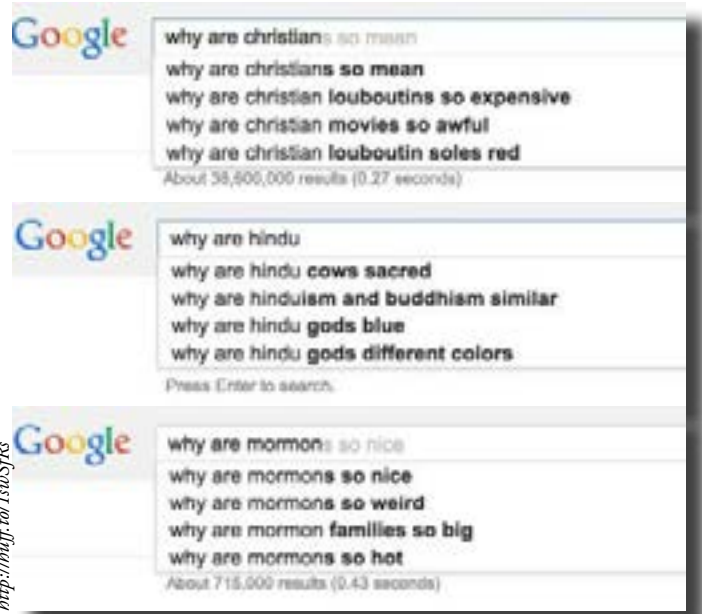 Google
why are christians so mean
why are christians so mean
why are christian louboutins so expensive
why are christian movies so awful
why are christian louboutin soles red
About 38,600,000 results (0.27 seconds)
Google
why are hindu
why are hindu cows sacred
why are hinduism and buddhism similar
why are hindu gods blue
why are hindu gods different colors
Press Enter to search.
Google
why are mormons so nice
why are mormons so nice
why are mormons so weird
why are mormon families so big
why are mormons so hot
About 715,000 results (0.43 seconds)